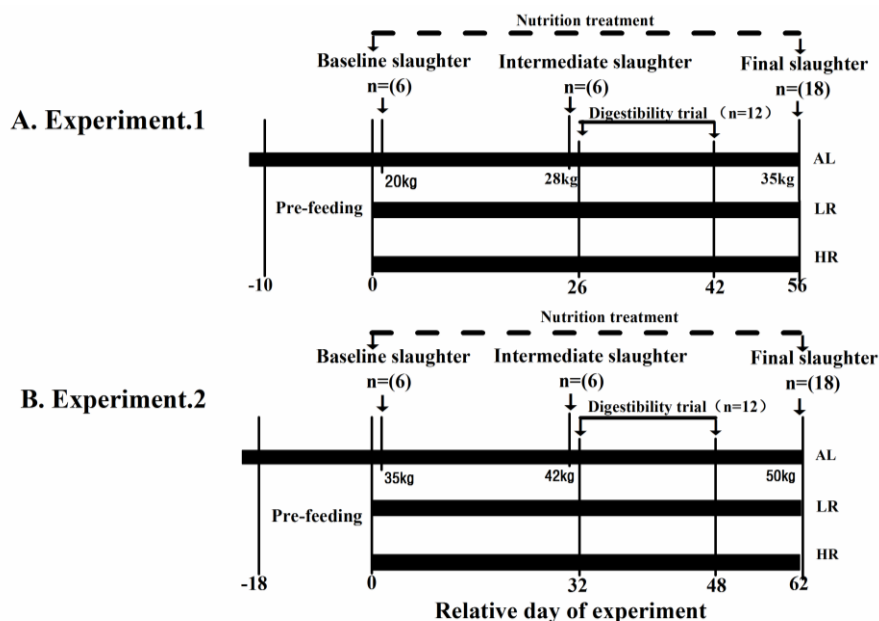 Nutrition treatment
Baseline slaughter
n=(6)
Intermediate slaughter
n=(6)
Final slaughter
n=(18)
A. Experiment.1
Digestibility trial （n=12）
AL
20kg
28kg
35kg
Pre-feeding
LR
HR
-10
0
26
42
56
Nutrition treatment
Baseline slaughter
n=(6)
Intermediate slaughter
n=(6)
Final slaughter
n=(18)
B. Experiment.2
Digestibility trial （n=12）
AL
35kg
42kg
50kg
Pre-feeding
LR
HR
-18
0
32
48
62
Relative day of experiment